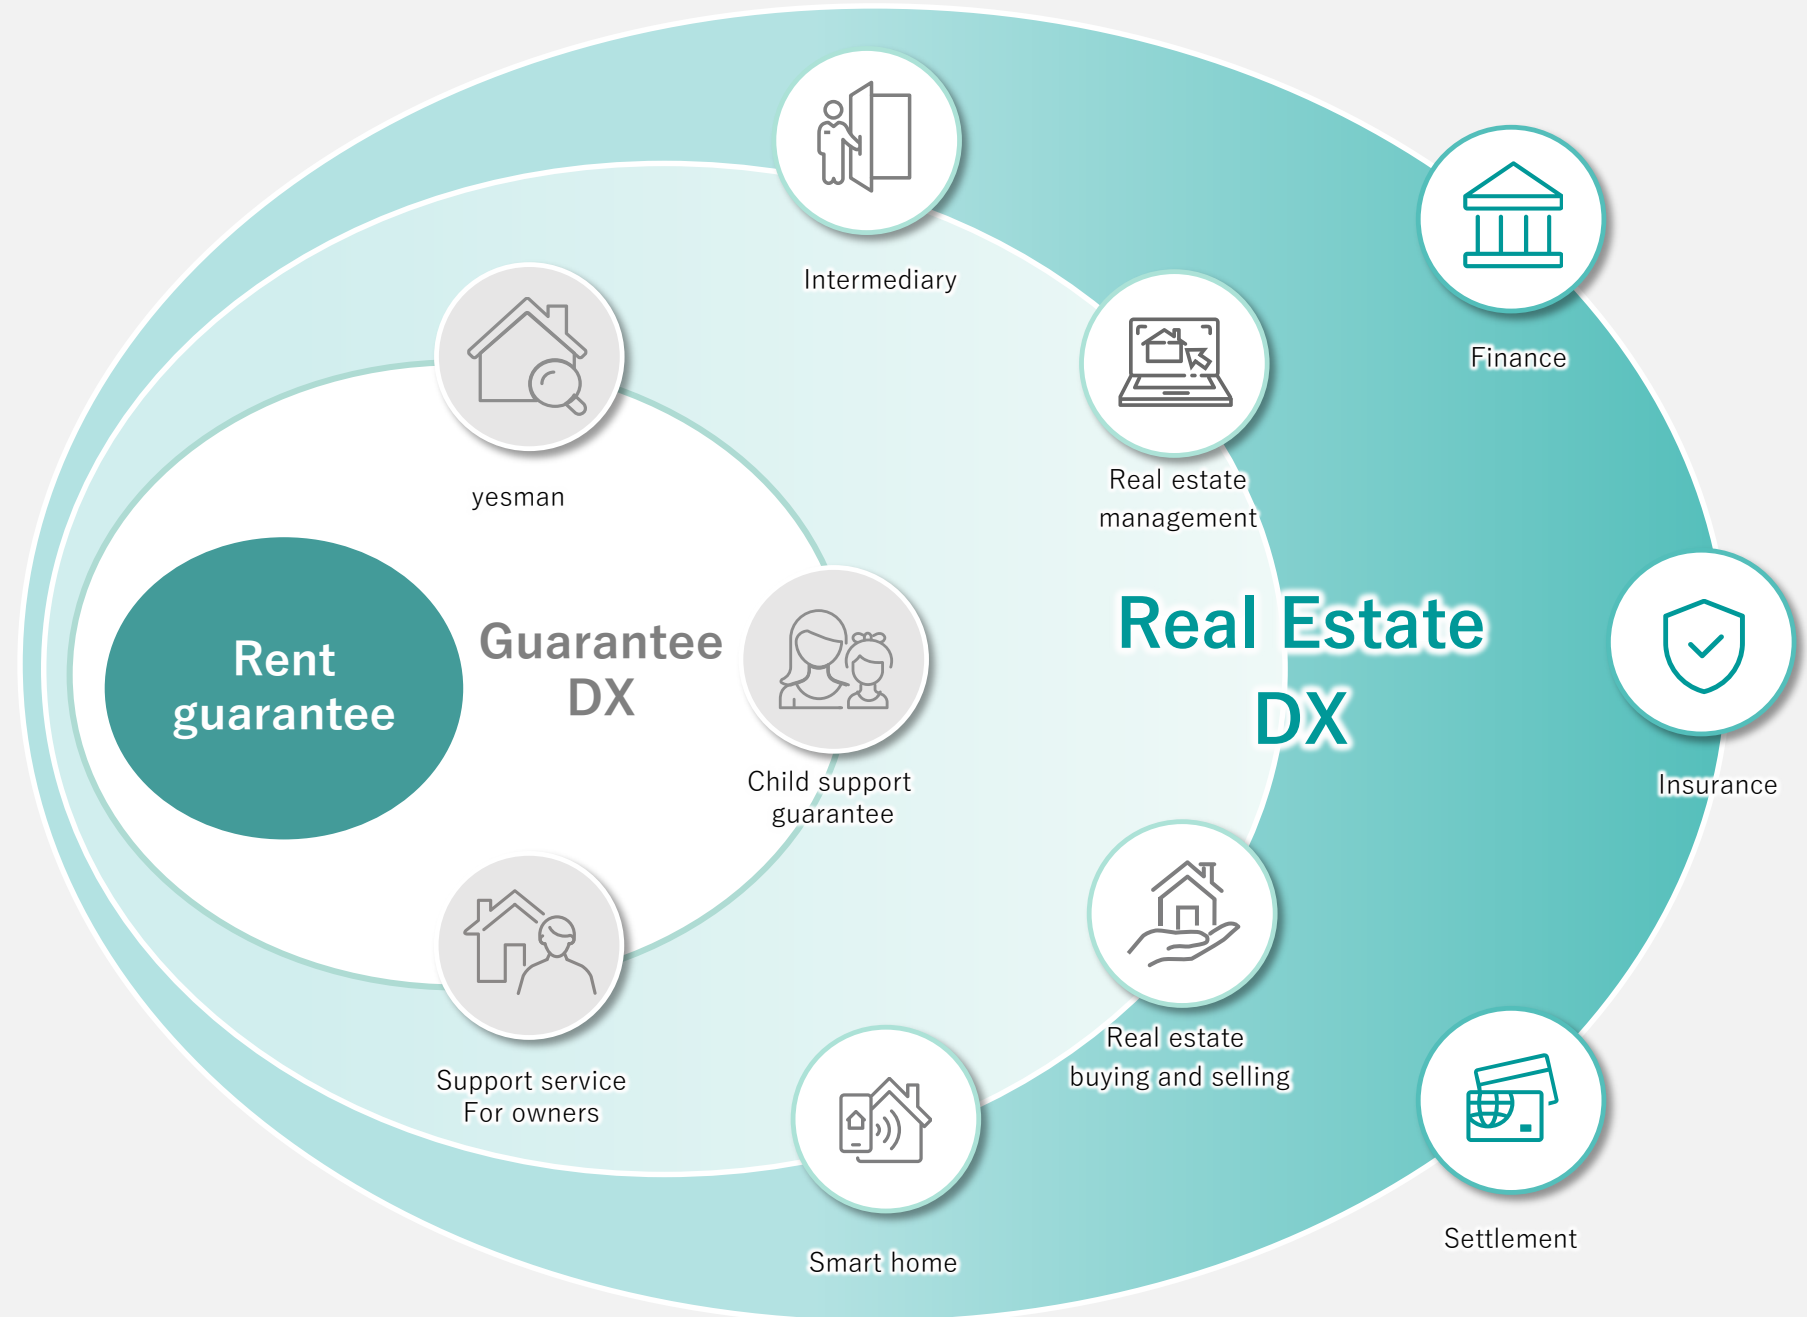 Intermediary
Finance
yesman
Real estate
management
Rent
guarantee
Guarantee
DX
Child support
guarantee
Real Estate
DX
Insurance
Support service
For owners
Real estate
buying and selling
Smart home
Settlement